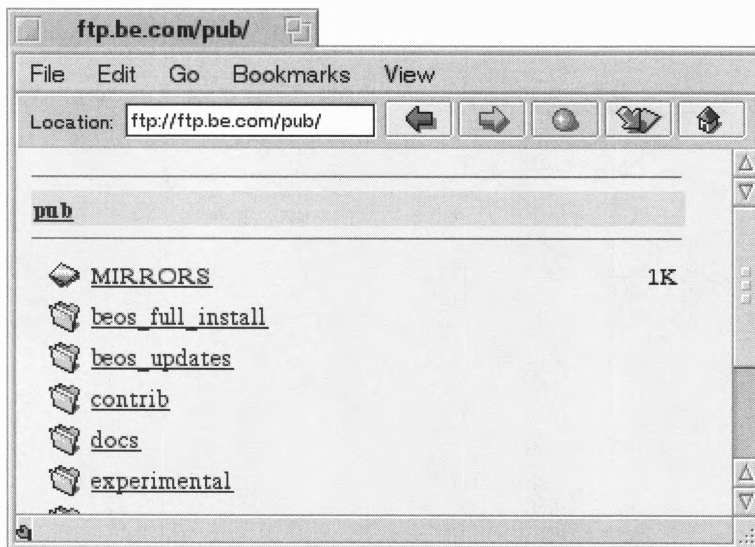 ftp.be.com/pub/
File Edit Go Bookmarks View
Location: ftp://ftp.be.com/pub/
pub
MIRRORS 1K
beos_full_install
beos_updates
contrib
docs
experimental